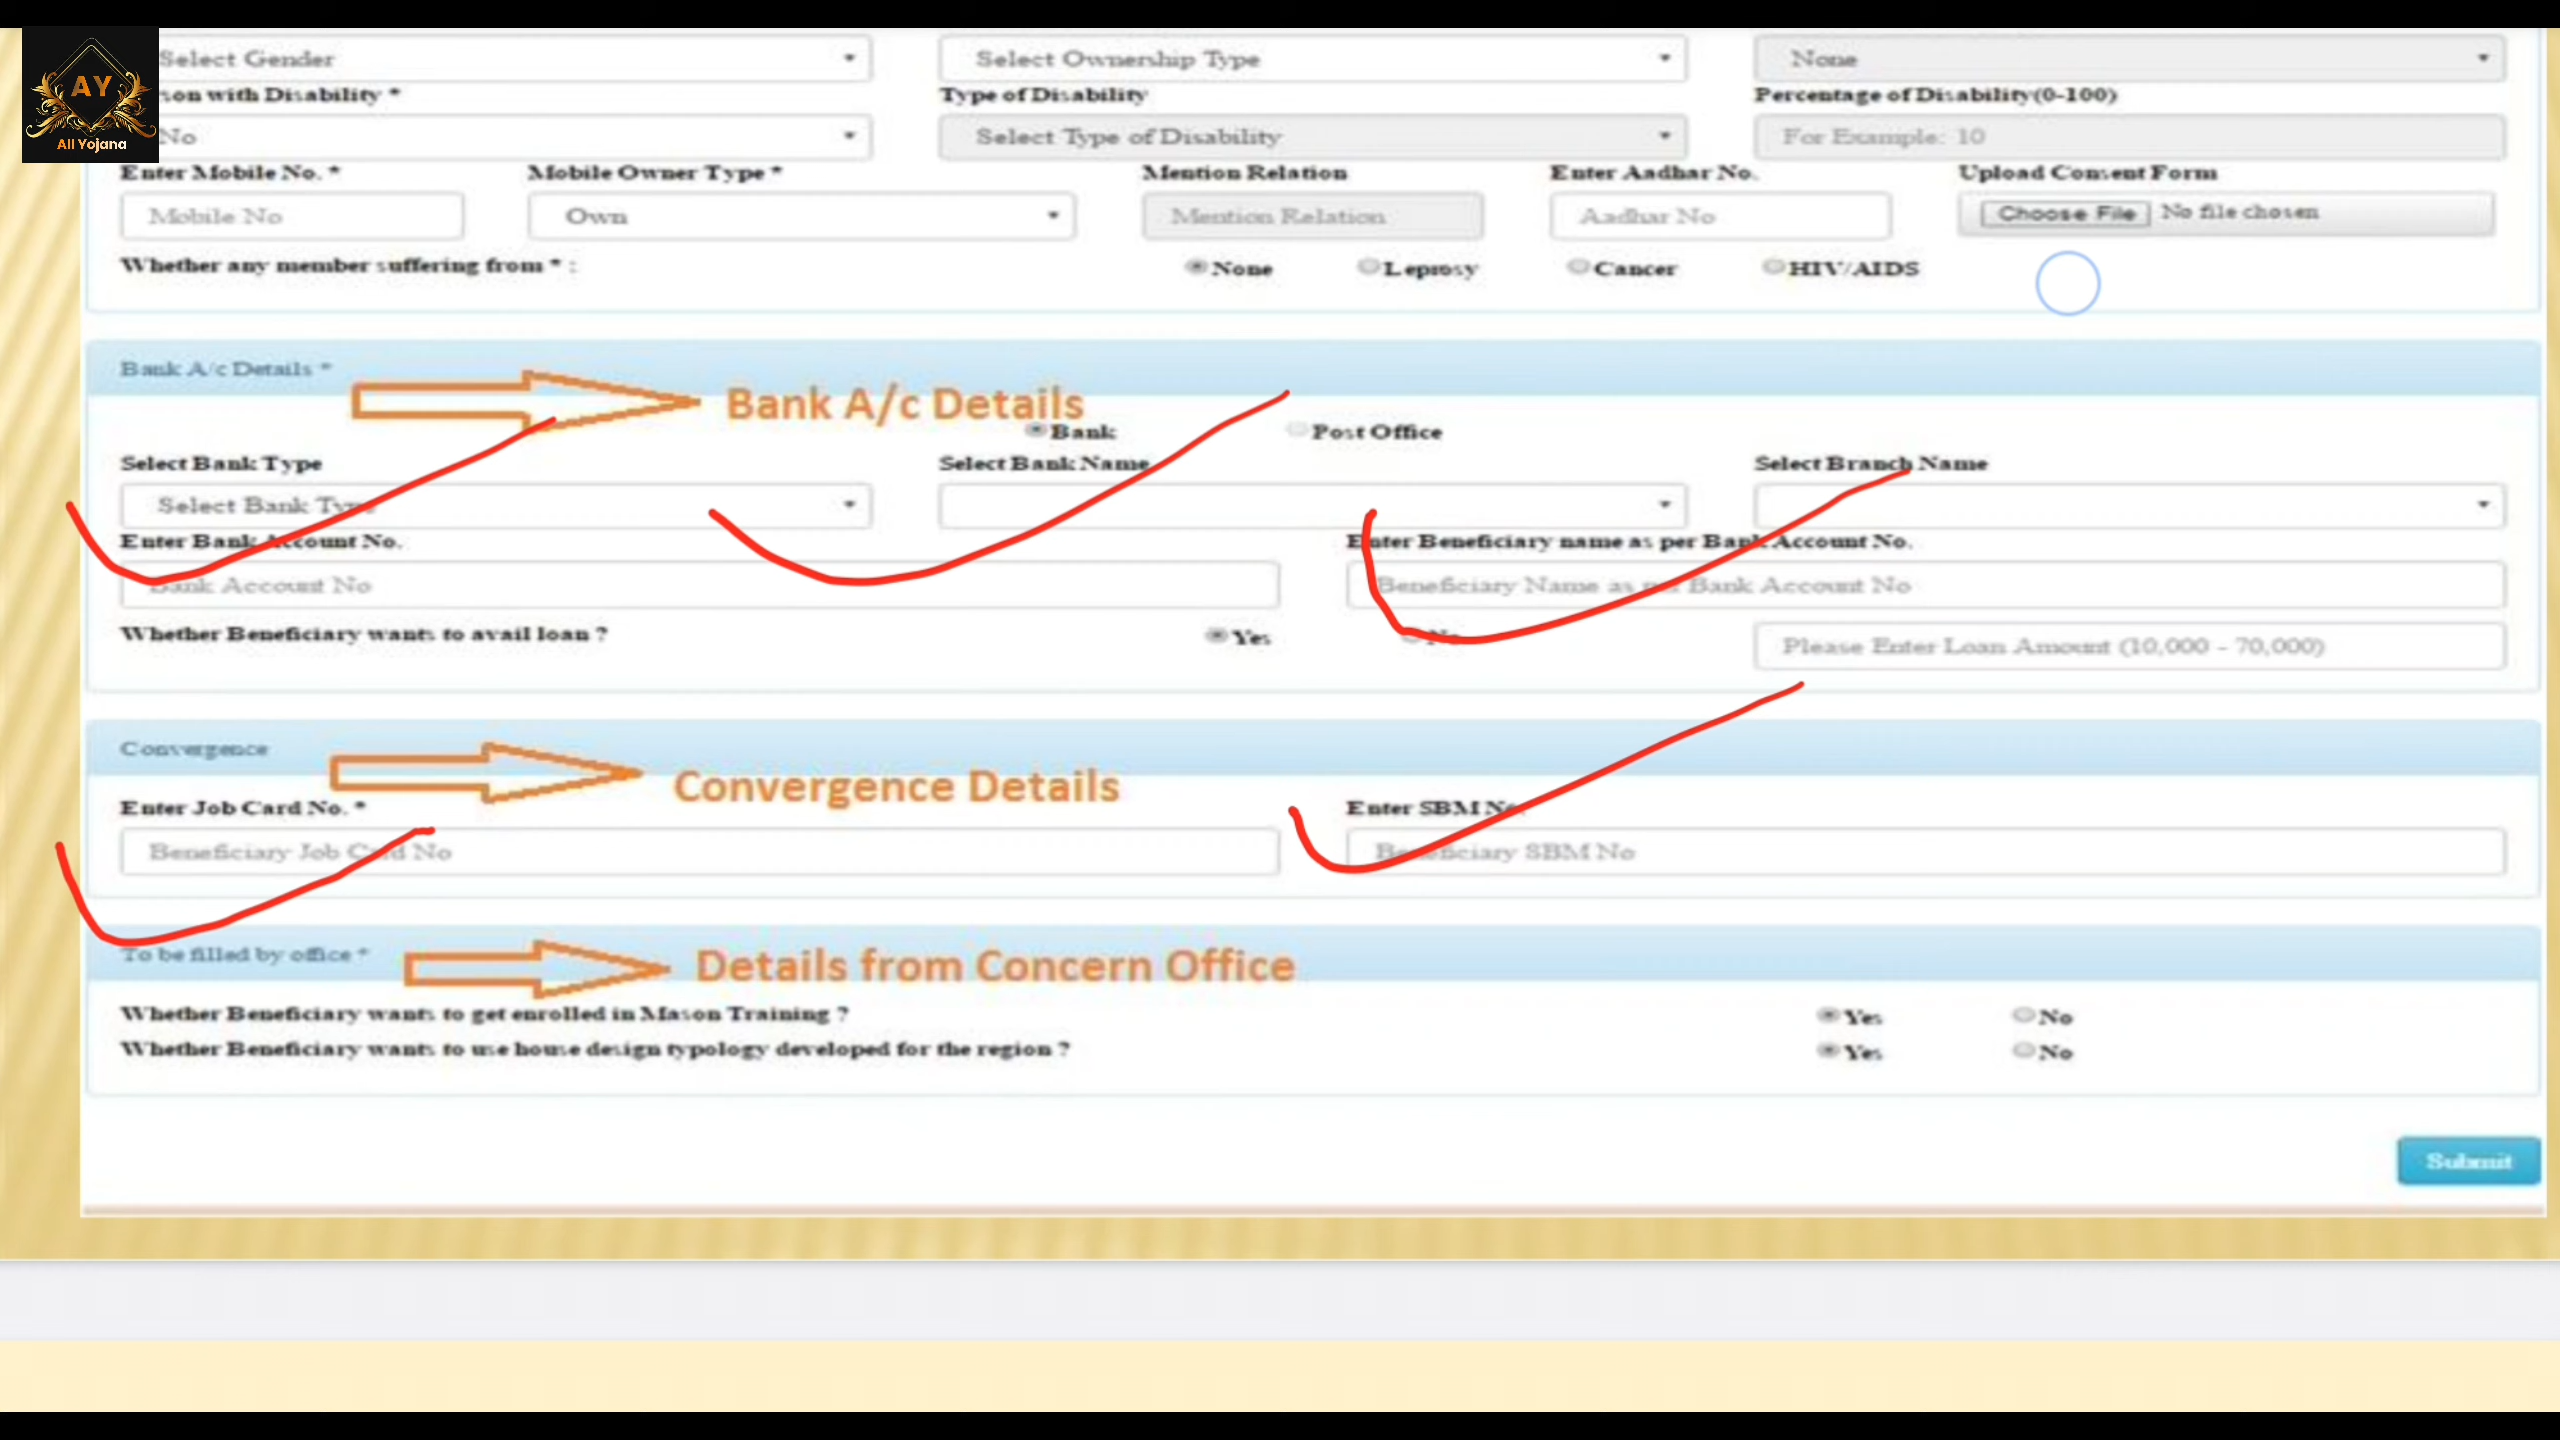 AY
All Yojana
Select Gender Select Ownership Type None
son with Disability * Type of Disability Percentage of Disability(0-100)
No Select Type of Disability For Example: 10
Enter Mobile No. * Mobile Owner Type * Mention Relation Enter Aadhar No. Upload Consent Form
Mobile No Own Mention Relation Aadhar No Choose File No file chosen
Whether any member suffering from * : None Leprosy Cancer HIV/AIDS
Bank A/c Details *
Bank A/c Details
Bank Post Office
Select Bank Type Select Bank Name Select Branch Name
Select Bank Type
Enter Bank Account No. Enter Beneficiary name as per Bank Account No.
Bank Account No Beneficiary Name as per Bank Account No
Whether Beneficiary wants to avail loan ? Yes No Please Enter Loan Amount (10,000 - 70,000)
Convergence
Convergence Details
Enter Job Card No. * Enter SBM No.
Beneficiary Job Card No Beneficiary SBM No
To be filled by office *
Details from Concern Office
Whether Beneficiary wants to get enrolled in Mason Training ? Yes No
Whether Beneficiary wants to use house design typology developed for the region ? Yes No
Submit